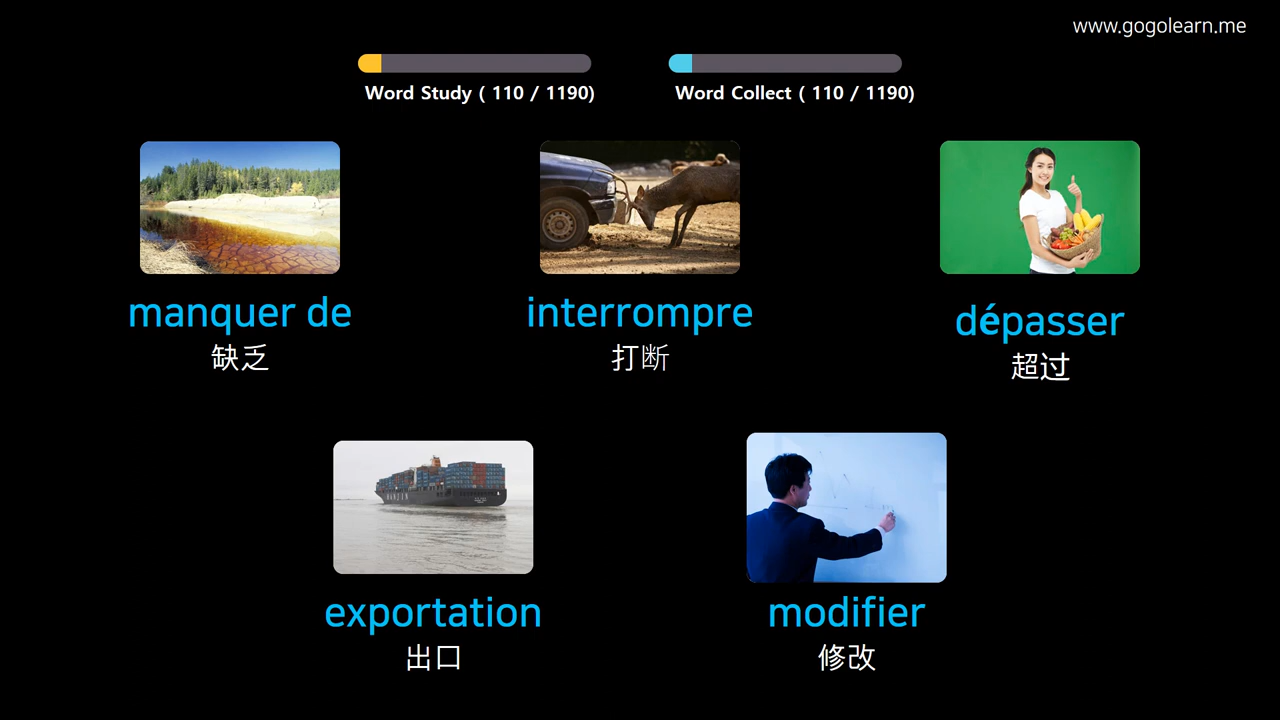 www.gogolearn.me
Word Study ( 110 / 1190)
Word Collect ( 110 / 1190)
manquer de
缺乏
interrompre
打断
dépasser
超过
exportation
出口
modifier
修改